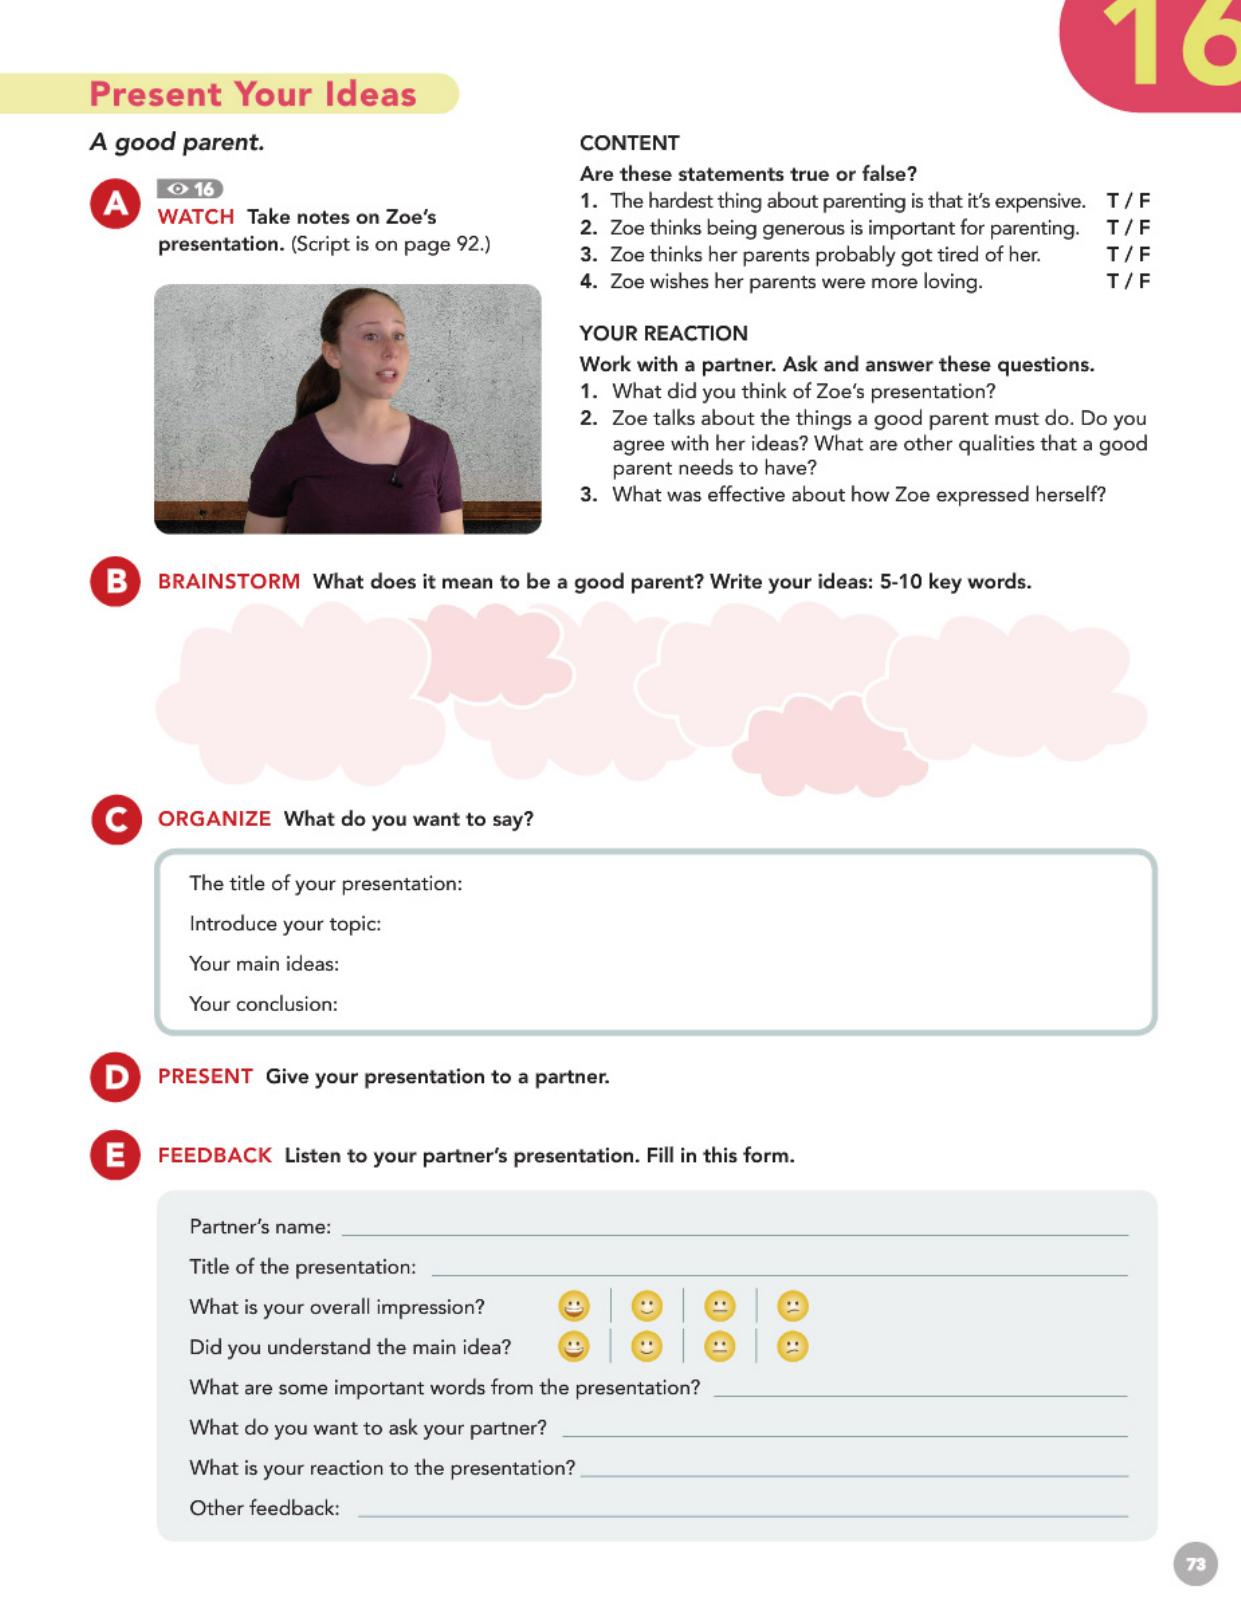 16
Present Your Ideas
A good parent.
A
16
WATCH Take notes on Zoe's
presentation. (Script is on page 92.)
CONTENT
Are these statements true or false?
1. The hardest thing about parenting is that it's expensive. T / F
2. Zoe thinks being generous is important for parenting. T / F
3. Zoe thinks her parents probably got tired of her. T / F
4. Zoe wishes her parents were more loving. T / F
YOUR REACTION
Work with a partner. Ask and answer these questions.
1. What did you think of Zoe's presentation?
2. Zoe talks about the things a good parent must do. Do you
agree with her ideas? What are other qualities that a good
parent needs to have?
3. What was effective about how Zoe expressed herself?
B
BRAINSTORM What does it mean to be a good parent? Write your ideas: 5-10 key words.
C
ORGANIZE What do you want to say?
The title of your presentation:
Introduce your topic:
Your main ideas:
Your conclusion:
D
PRESENT Give your presentation to a partner.
E
FEEDBACK Listen to your partner's presentation. Fill in this form.
Partner's name:
Title of the presentation:
What is your overall impression?
Did you understand the main idea?
What are some important words from the presentation?
What do you want to ask your partner?
What is your reaction to the presentation?
Other feedback:
73